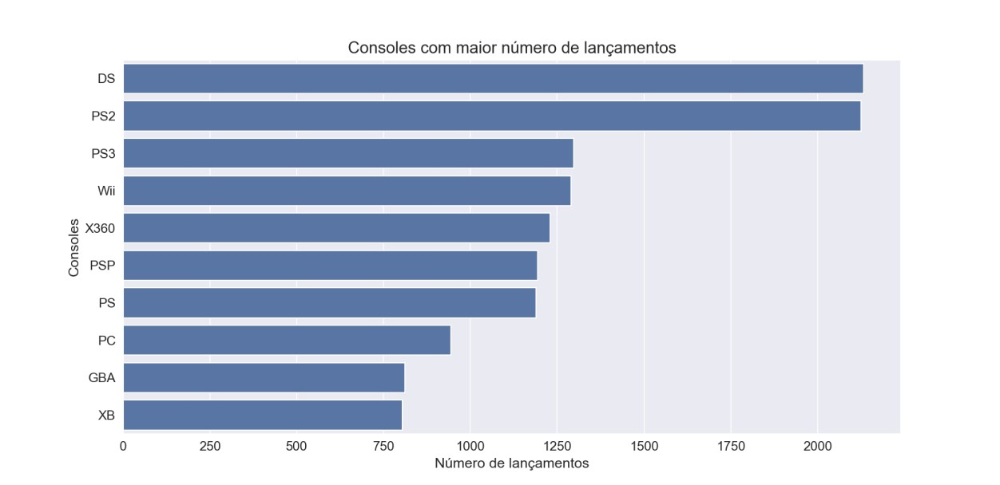 Consoles com maior número de lançamentos
DS
PS2
PS3
Wii
X360
PSP
PS
PC
GBA
XB
Consoles
0 250 500 750 1000 1250 1500 1750 2000
Número de lançamentos